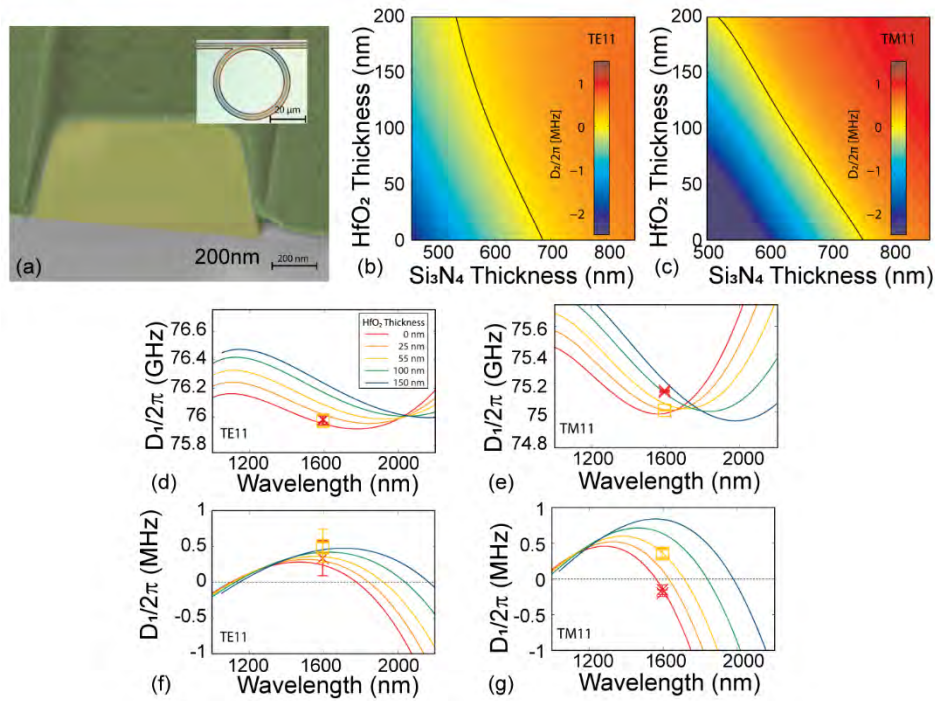 20 μm
200nm
200 nm
(a)
HfO₂ Thickness (nm)
200
150
100
50
0
TE11
D₂/2π [MHz]
1
0
−1
−2
500
600
700
800
(b)
Si₃N₄ Thickness (nm)
HfO₂ Thickness (nm)
200
150
100
50
0
TM11
D₂/2π [MHz]
1
0
−1
−2
500
600
700
800
(c)
Si₃N₄ Thickness (nm)
D₁/2π (GHz)
76.6
76.4
76.2
76
75.8
HfO₂ Thickness
0 nm
25 nm
55 nm
100 nm
150 nm
TE11
1200
1600
2000
(d)
Wavelength (nm)
D₁/2π (GHz)
75.6
75.4
75.2
75
74.8
TM11
1200
1600
2000
(e)
Wavelength (nm)
D₁/2π (MHz)
1
0.5
0
-0.5
-1
TE11
1200
1600
2000
(f)
Wavelength (nm)
D₁/2π (MHz)
1
0.5
0
-0.5
-1
TM11
1200
1600
2000
(g)
Wavelength (nm)